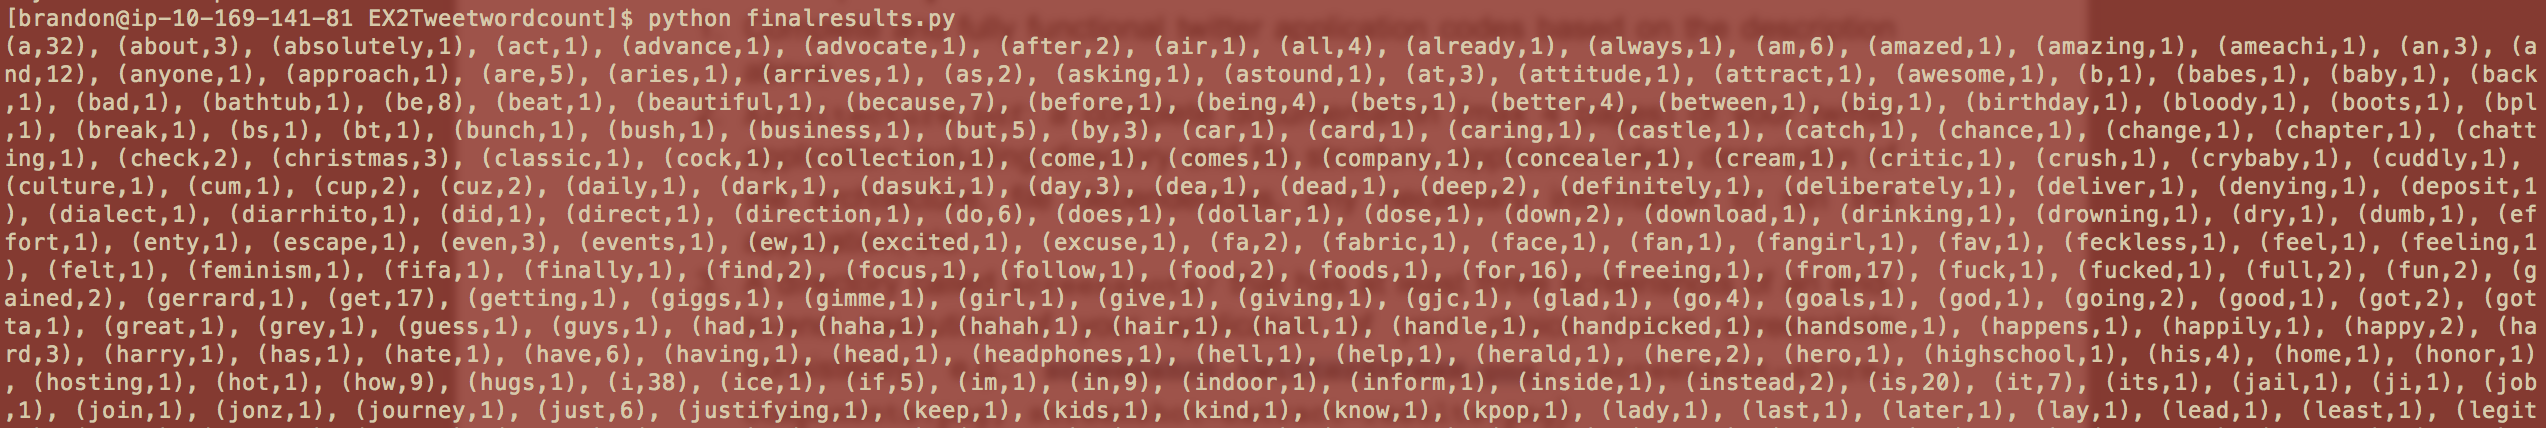 [brandon@ip-10-169-141-81 EX2Tweetwordcount]$ python finalresults.py
(a,32), (about,3), (absolutely,1), (act,1), (advance,1), (advocate,1), (after,2), (air,1), (all,4), (already,1), (always,1), (am,6), (amazed,1), (amazing,1), (ameachi,1), (an,3), (a
nd,12), (anyone,1), (approach,1), (are,5), (aries,1), (arrives,1), (as,2), (asking,1), (astound,1), (at,3), (attitude,1), (attract,1), (awesome,1), (b,1), (babes,1), (baby,1), (back
,1), (bad,1), (bathtub,1), (be,8), (beat,1), (beautiful,1), (because,7), (before,1), (being,4), (bets,1), (better,4), (between,1), (big,1), (birthday,1), (bloody,1), (boots,1), (bpl
,1), (break,1), (bs,1), (bt,1), (bunch,1), (bush,1), (business,1), (but,5), (by,3), (car,1), (card,1), (caring,1), (castle,1), (catch,1), (chance,1), (change,1), (chapter,1), (chatt
ing,1), (check,2), (christmas,3), (classic,1), (cock,1), (collection,1), (come,1), (comes,1), (company,1), (concealer,1), (cream,1), (critic,1), (crush,1), (crybaby,1), (cuddly,1),
(culture,1), (cum,1), (cup,2), (cuz,2), (daily,1), (dark,1), (dasuki,1), (day,3), (dea,1), (dead,1), (deep,2), (definitely,1), (deliberately,1), (deliver,1), (denying,1), (deposit,1
), (dialect,1), (diarrhito,1), (did,1), (direct,1), (direction,1), (do,6), (does,1), (dollar,1), (dose,1), (down,2), (download,1), (drinking,1), (drowning,1), (dry,1), (dumb,1), (ef
fort,1), (enty,1), (escape,1), (even,3), (events,1), (ew,1), (excited,1), (excuse,1), (fa,2), (fabric,1), (face,1), (fan,1), (fangirl,1), (fav,1), (feckless,1), (feel,1), (feeling,1
), (felt,1), (feminism,1), (fifa,1), (finally,1), (find,2), (focus,1), (follow,1), (food,2), (foods,1), (for,16), (freeing,1), (from,17), (fuck,1), (fucked,1), (full,2), (fun,2), (g
ained,2), (gerrard,1), (get,17), (getting,1), (giggs,1), (gimme,1), (girl,1), (give,1), (giving,1), (gjc,1), (glad,1), (go,4), (goals,1), (god,1), (going,2), (good,1), (got,2), (got
ta,1), (great,1), (grey,1), (guess,1), (guys,1), (had,1), (haha,1), (hahah,1), (hair,1), (hall,1), (handle,1), (handpicked,1), (handsome,1), (happens,1), (happily,1), (happy,2), (ha
rd,3), (harry,1), (has,1), (hate,1), (have,6), (having,1), (head,1), (headphones,1), (hell,1), (help,1), (herald,1), (here,2), (hero,1), (highschool,1), (his,4), (home,1), (honor,1)
, (hosting,1), (hot,1), (how,9), (hugs,1), (i,38), (ice,1), (if,5), (im,1), (in,9), (indoor,1), (inform,1), (inside,1), (instead,2), (is,20), (it,7), (its,1), (jail,1), (ji,1), (job
,1), (join,1), (jonz,1), (journey,1), (just,6), (justifying,1), (keep,1), (kids,1), (kind,1), (know,1), (kpop,1), (lady,1), (last,1), (later,1), (lay,1), (lead,1), (least,1), (legit